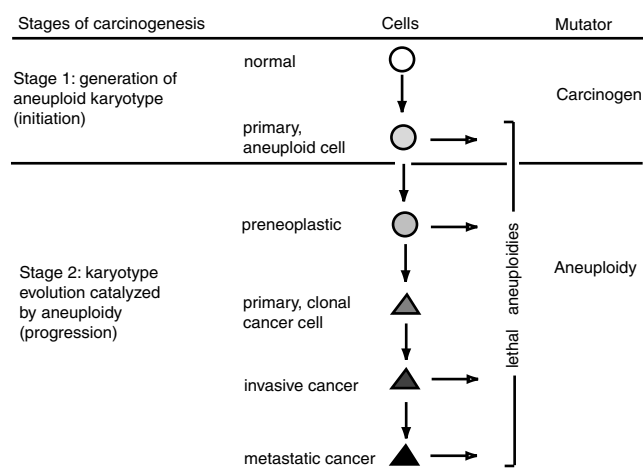 Stages of carcinogenesis
Cells
Mutator
normal
Stage 1: generation of
aneuploid karyotype
(initiation)
Carcinogen
primary,
aneuploid cell
preneoplastic
Stage 2: karyotype
evolution catalyzed
by aneuploidy
(progression)
Aneuploidy
lethal aneuploidies
primary, clonal
cancer cell
invasive cancer
metastatic cancer